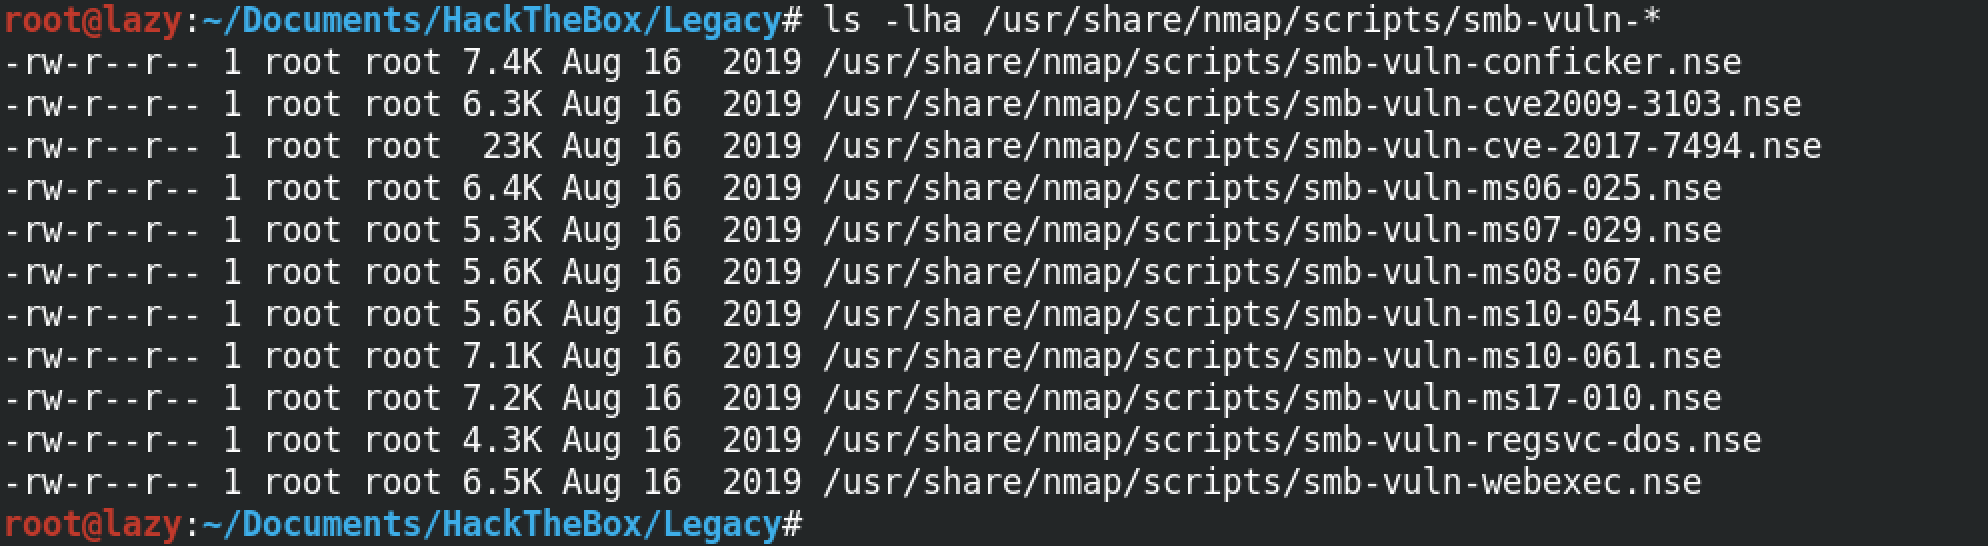 root@lazy:~/Documents/HackTheBox/Legacy# ls -lha /usr/share/nmap/scripts/smb-vuln-*
-rw-r--r-- 1 root root 7.4K Aug 16  2019 /usr/share/nmap/scripts/smb-vuln-conficker.nse
-rw-r--r-- 1 root root 6.3K Aug 16  2019 /usr/share/nmap/scripts/smb-vuln-cve2009-3103.nse
-rw-r--r-- 1 root root  23K Aug 16  2019 /usr/share/nmap/scripts/smb-vuln-cve-2017-7494.nse
-rw-r--r-- 1 root root 6.4K Aug 16  2019 /usr/share/nmap/scripts/smb-vuln-ms06-025.nse
-rw-r--r-- 1 root root 5.3K Aug 16  2019 /usr/share/nmap/scripts/smb-vuln-ms07-029.nse
-rw-r--r-- 1 root root 5.6K Aug 16  2019 /usr/share/nmap/scripts/smb-vuln-ms08-067.nse
-rw-r--r-- 1 root root 5.6K Aug 16  2019 /usr/share/nmap/scripts/smb-vuln-ms10-054.nse
-rw-r--r-- 1 root root 7.1K Aug 16  2019 /usr/share/nmap/scripts/smb-vuln-ms10-061.nse
-rw-r--r-- 1 root root 7.2K Aug 16  2019 /usr/share/nmap/scripts/smb-vuln-ms17-010.nse
-rw-r--r-- 1 root root 4.3K Aug 16  2019 /usr/share/nmap/scripts/smb-vuln-regsvc-dos.nse
-rw-r--r-- 1 root root 6.5K Aug 16  2019 /usr/share/nmap/scripts/smb-vuln-webexec.nse
root@lazy:~/Documents/HackTheBox/Legacy#